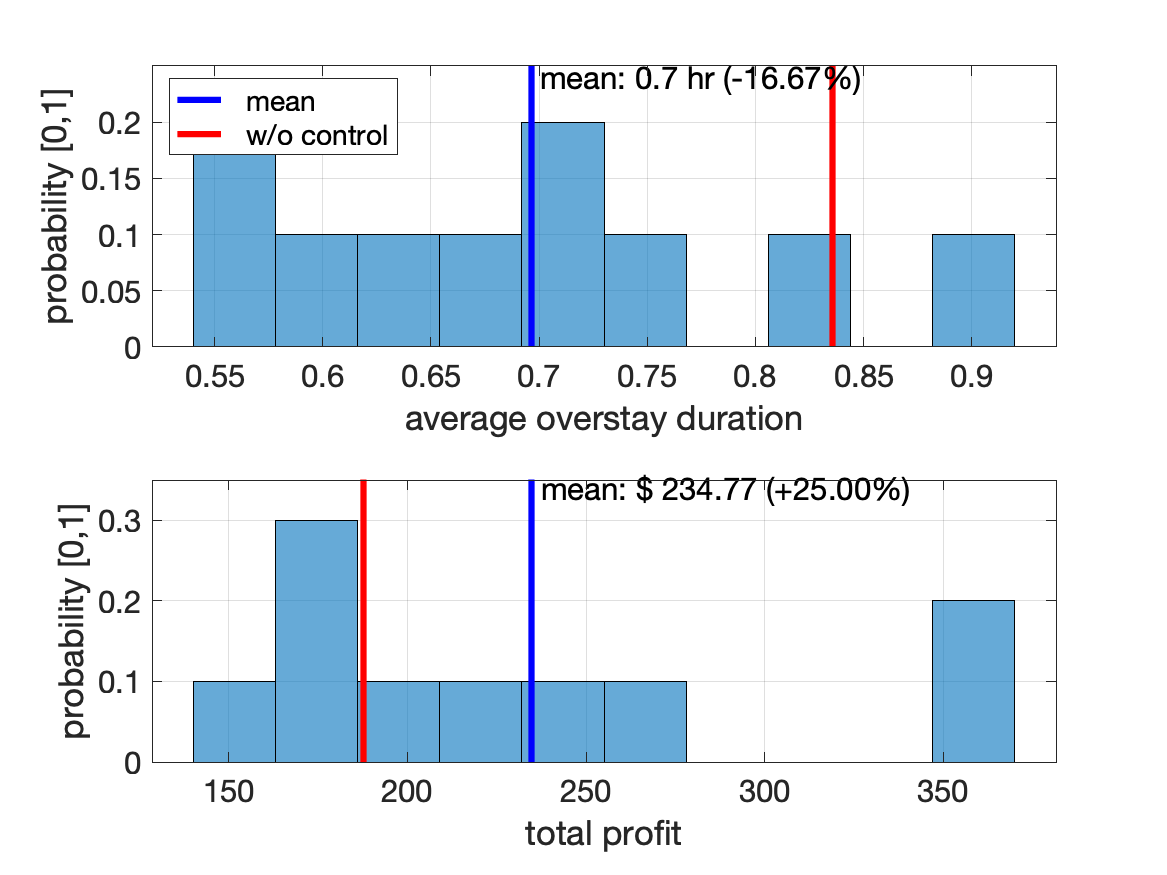 mean: 0.7 hr (-16.67%)
mean
w/o control
probability [0,1]
0.2
0.15
0.1
0.05
0
0.55 0.6 0.65 0.7 0.75 0.8 0.85 0.9
average overstay duration
mean: $ 234.77 (+25.00%)
probability [0,1]
0.3
0.2
0.1
0
150 200 250 300 350
total profit